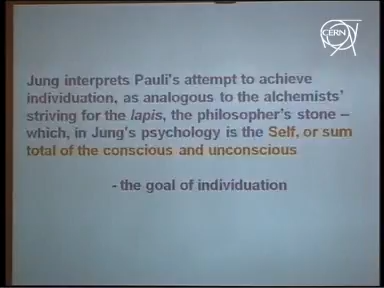 CERN
Jung interprets Pauli's attempt to achieve
individuation, as analogous to the alchemists'
striving for the lapis, the philosopher's stone –
which, in Jung's psychology is the Self, or sum
total of the conscious and unconscious
- the goal of individuation